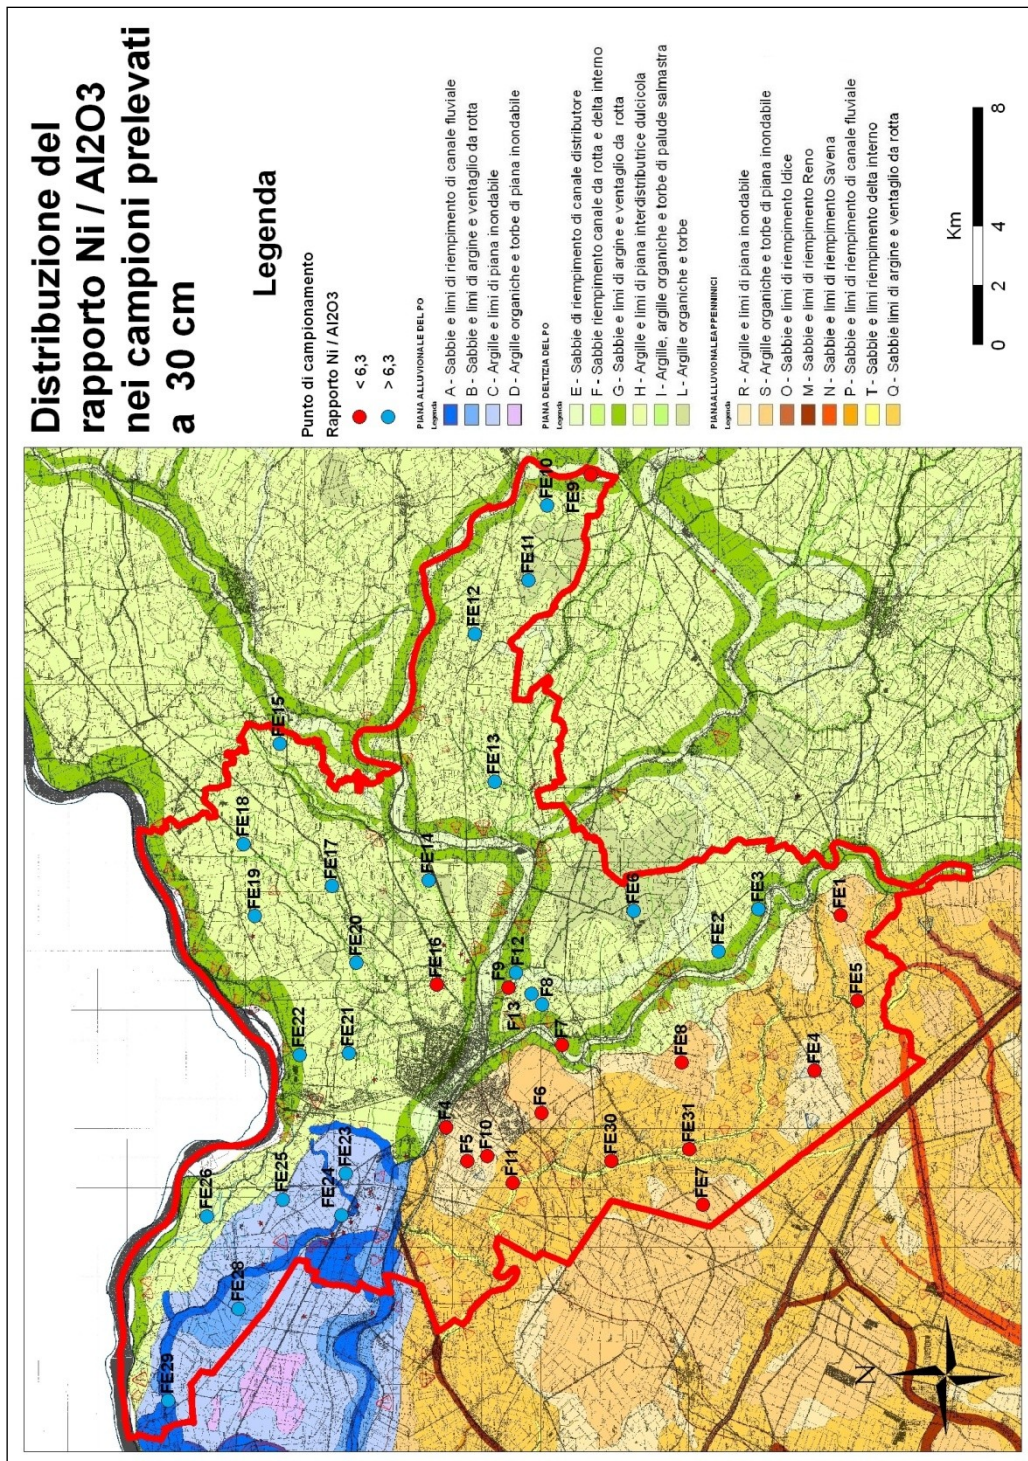 Distribuzione del
rapporto Ni / Al2O3
nei campioni prelevati
a 30 cm
Legenda
Punto di campionamento
Rapporto Ni / Al2O3
< 6,3
> 6,3
PIANA ALLUVIONALE DEL PO
Legenda
A - Sabbie e limi di riempimento di canale fluviale
B - Sabbie e limi di argine e ventaglio da rotta
C - Argille e limi di piana inondabile
D - Argille organiche e torbe di piana inondabile
PIANA DELTIZIA DEL PO
Legenda
E - Sabbie di riempimento di canale distributore
F - Sabbie riempimento canale da rotta e delta interno
G - Sabbie e limi di argine e ventaglio da rotta
H - Argille e limi di piana interdistributrice dulcicola
I - Argille, argille organiche e torbe di palude salmastra
L - Argille organiche e torbe
PIANA ALLUVIONALE APPENNINICI
Legenda
R - Argille e limi di piana inondabile
S - Argille organiche e torbe di piana inondabile
O - Sabbie e limi di riempimento Idice
M - Sabbie e limi di riempimento Reno
N - Sabbie e limi di riempimento Savena
P - Sabbie e limi di riempimento di canale fluviale
T - Sabbie e limi riempimento delta interno
Q - Sabbie limi di argine e ventaglio da rotta
Km
0 2 4 8
FE29
FE28
FE26
FE25
FE24
FE23
FE22
FE21
FE20
FE19
FE18
FE17
FE15
FE14
FE16
FE13
FE12
FE11
FE10
FE9
F4
F5
F10
F11
F6
F7
F9
F12
F13
F8
FE6
FE3
FE2
FE1
FE5
FE4
FE8
FE30
FE31
FE7
N